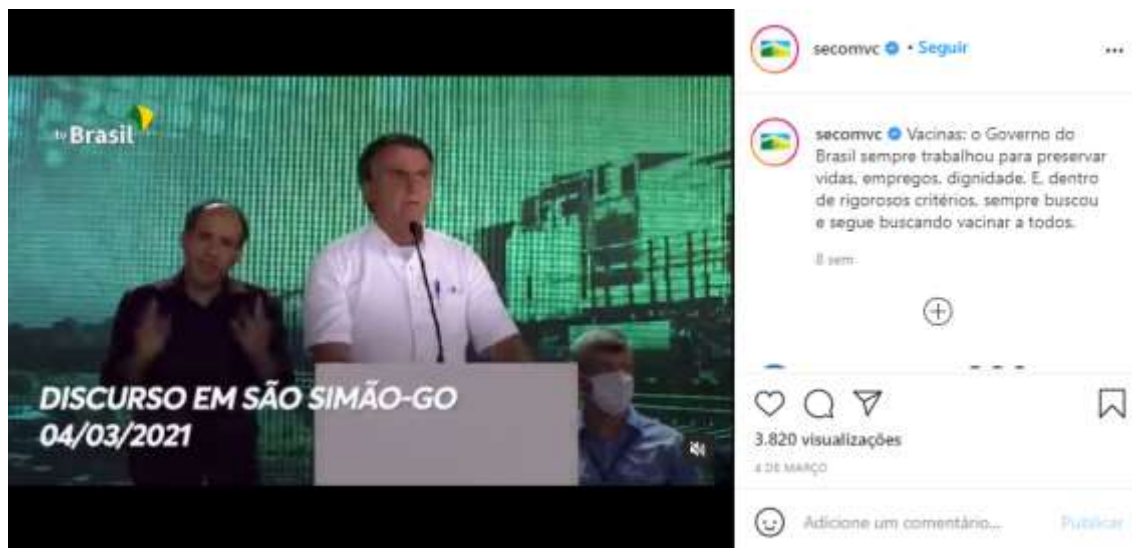 tv Brasil
DISCURSO EM SÃO SIMÃO-GO
04/03/2021
secomvc • Seguir
secomvc Vacinas: o Governo do
Brasil sempre trabalhou para preservar
vidas, empregos, dignidade. E, dentro
de rigorosos critérios, sempre buscou
e segue buscando vacinar a todos.
8 sem
3.820 visualizações
4 DE MARÇO
Adicione um comentário...
Publicar